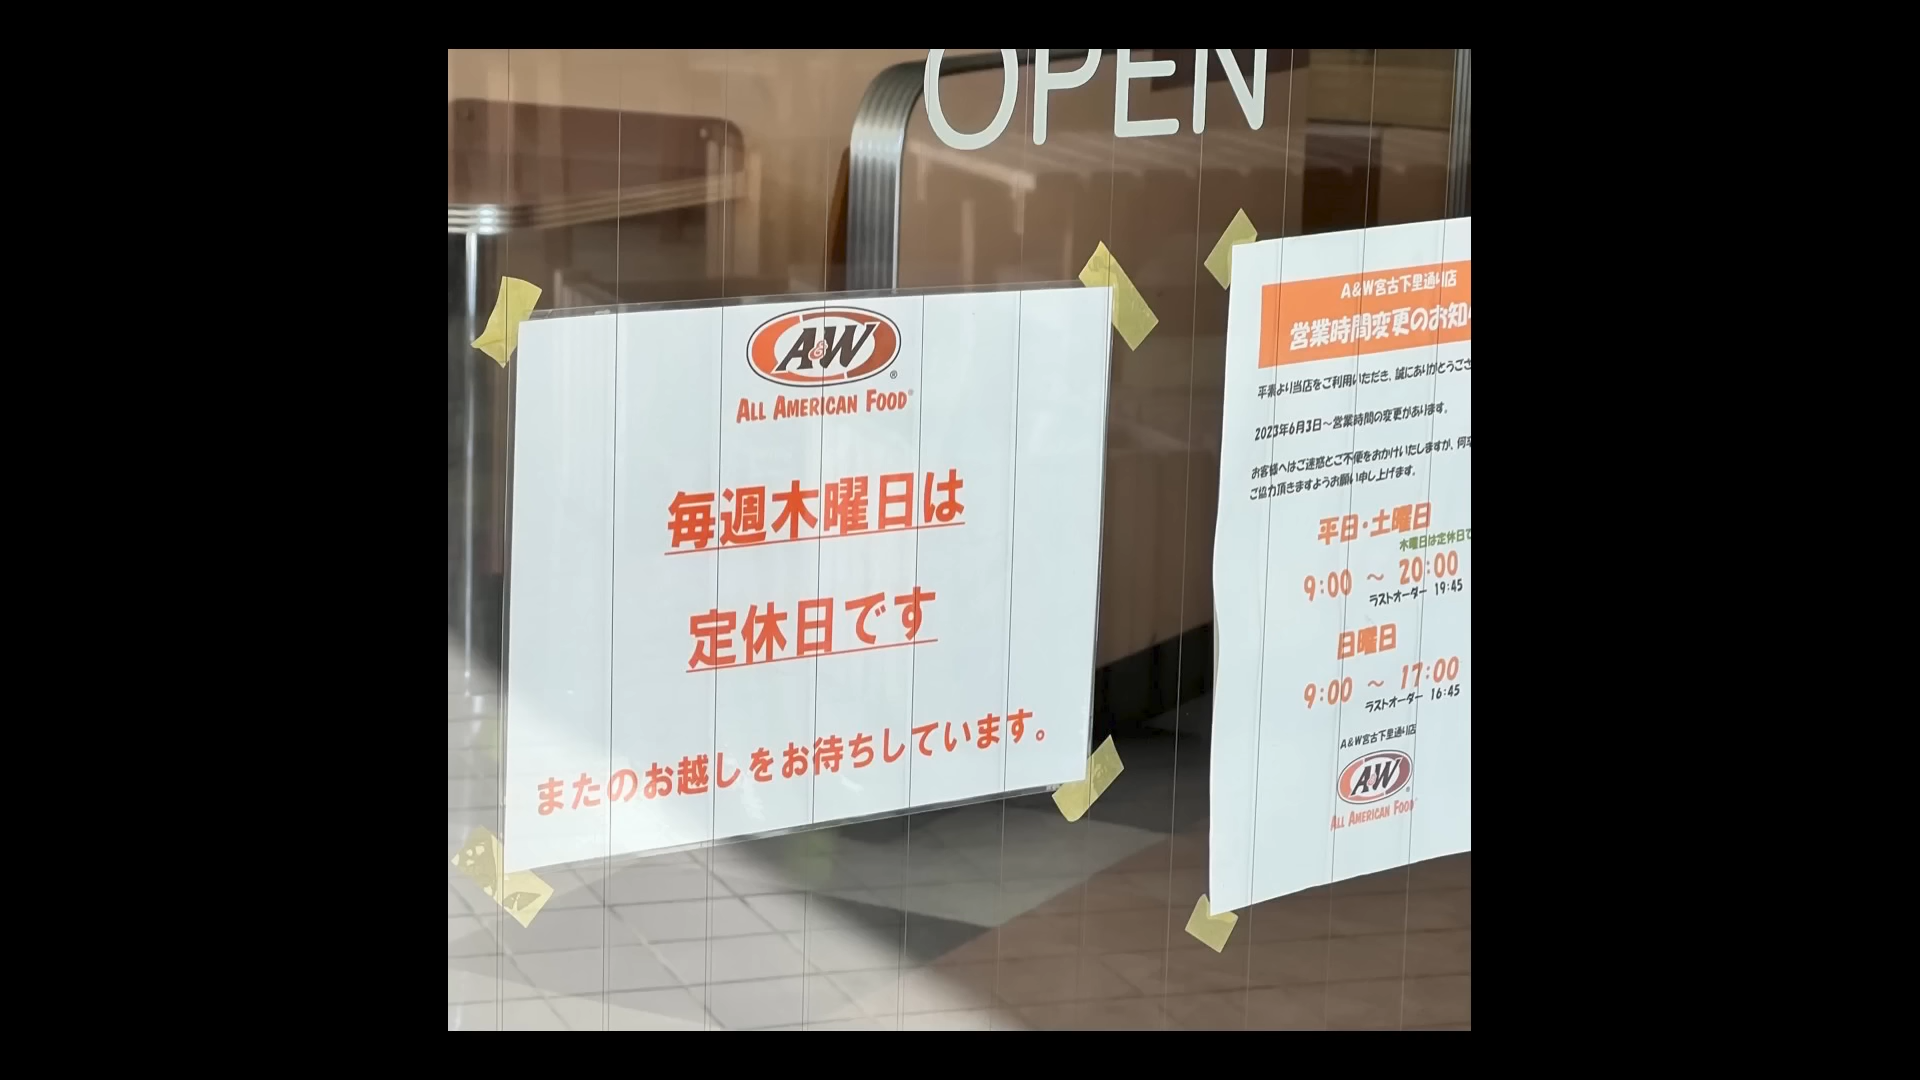 OPEN
A&W®
ALL AMERICAN FOOD®
毎週木曜日は
定休日です
またのお越しをお待ちしています。
A&W宮古下里通り店
営業時間変更のお知
平素より当店をご利用いただき、誠にありがとうござ
2023年6月3日～営業時間の変更があります。
お客様へはご迷惑とご不便をおかけいたしますが、何卒
ご協力頂きますようお願い申し上げます。
平日・土曜日
木曜日は定休日で
9:00 ～ 20:00
ラストオーダー 19:45
日曜日
9:00 ～ 17:00
ラストオーダー 16:45
A&W宮古下里通り店
A&W
ALL AMERICAN FOOD